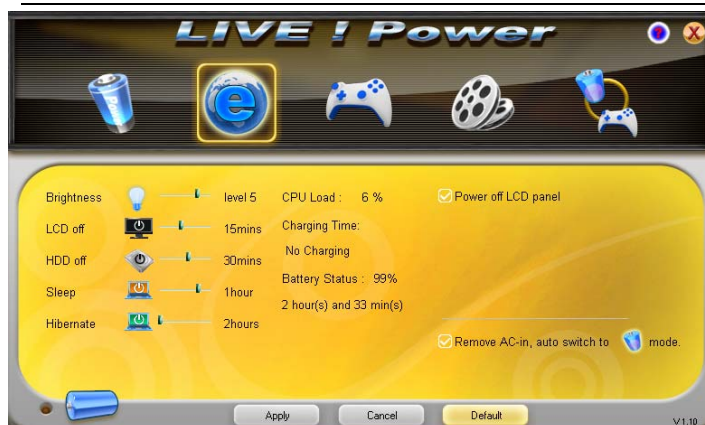 LIVE ! Power
Power
e
Brightness level 5
LCD off 15mins
HDD off 30mins
Sleep 1hour
Hibernate 2hours
CPU Load : 6 %
Charging Time:
No Charging
Battery Status : 99%
2 hour(s) and 33 min(s)
Power off LCD panel
Remove AC-in, auto switch to mode.
Apply Cancel Default
V1.10